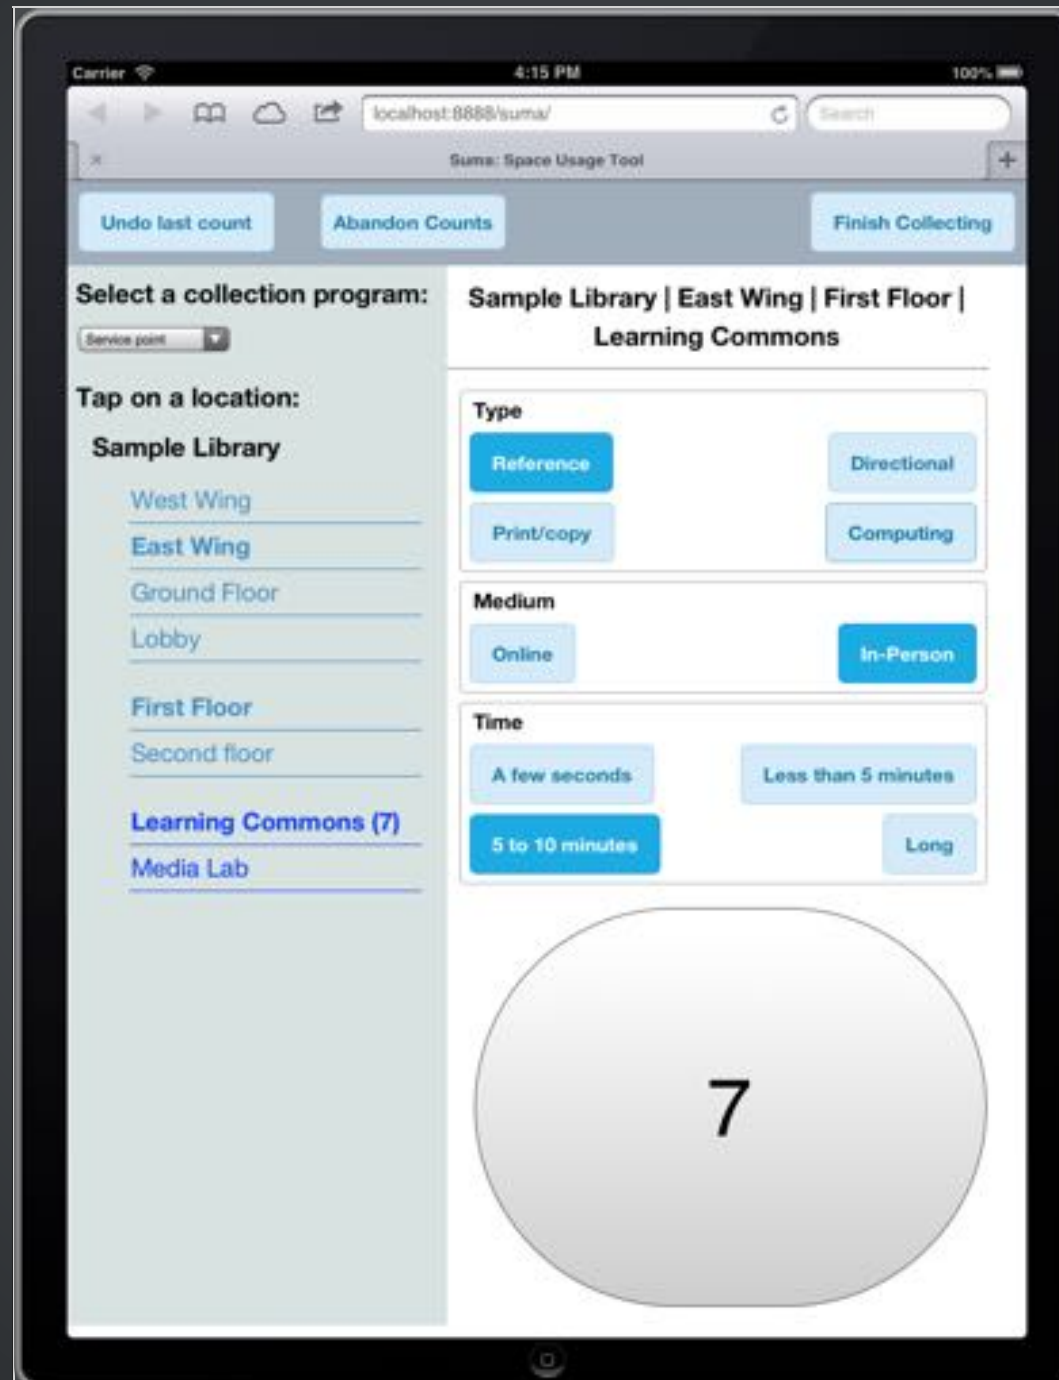 Carrier 4:15 PM 100%
localhost:8888/suma/ Search
Suma: Space Usage Tool
Undo last count Abandon Counts Finish Collecting
Select a collection program:
Service point
Tap on a location:
Sample Library
West Wing
East Wing
Ground Floor
Lobby
First Floor
Second floor
Learning Commons (7)
Media Lab
Sample Library | East Wing | First Floor |
Learning Commons
Type
Reference Directional
Print/copy Computing
Medium
Online In-Person
Time
A few seconds Less than 5 minutes
5 to 10 minutes Long
7